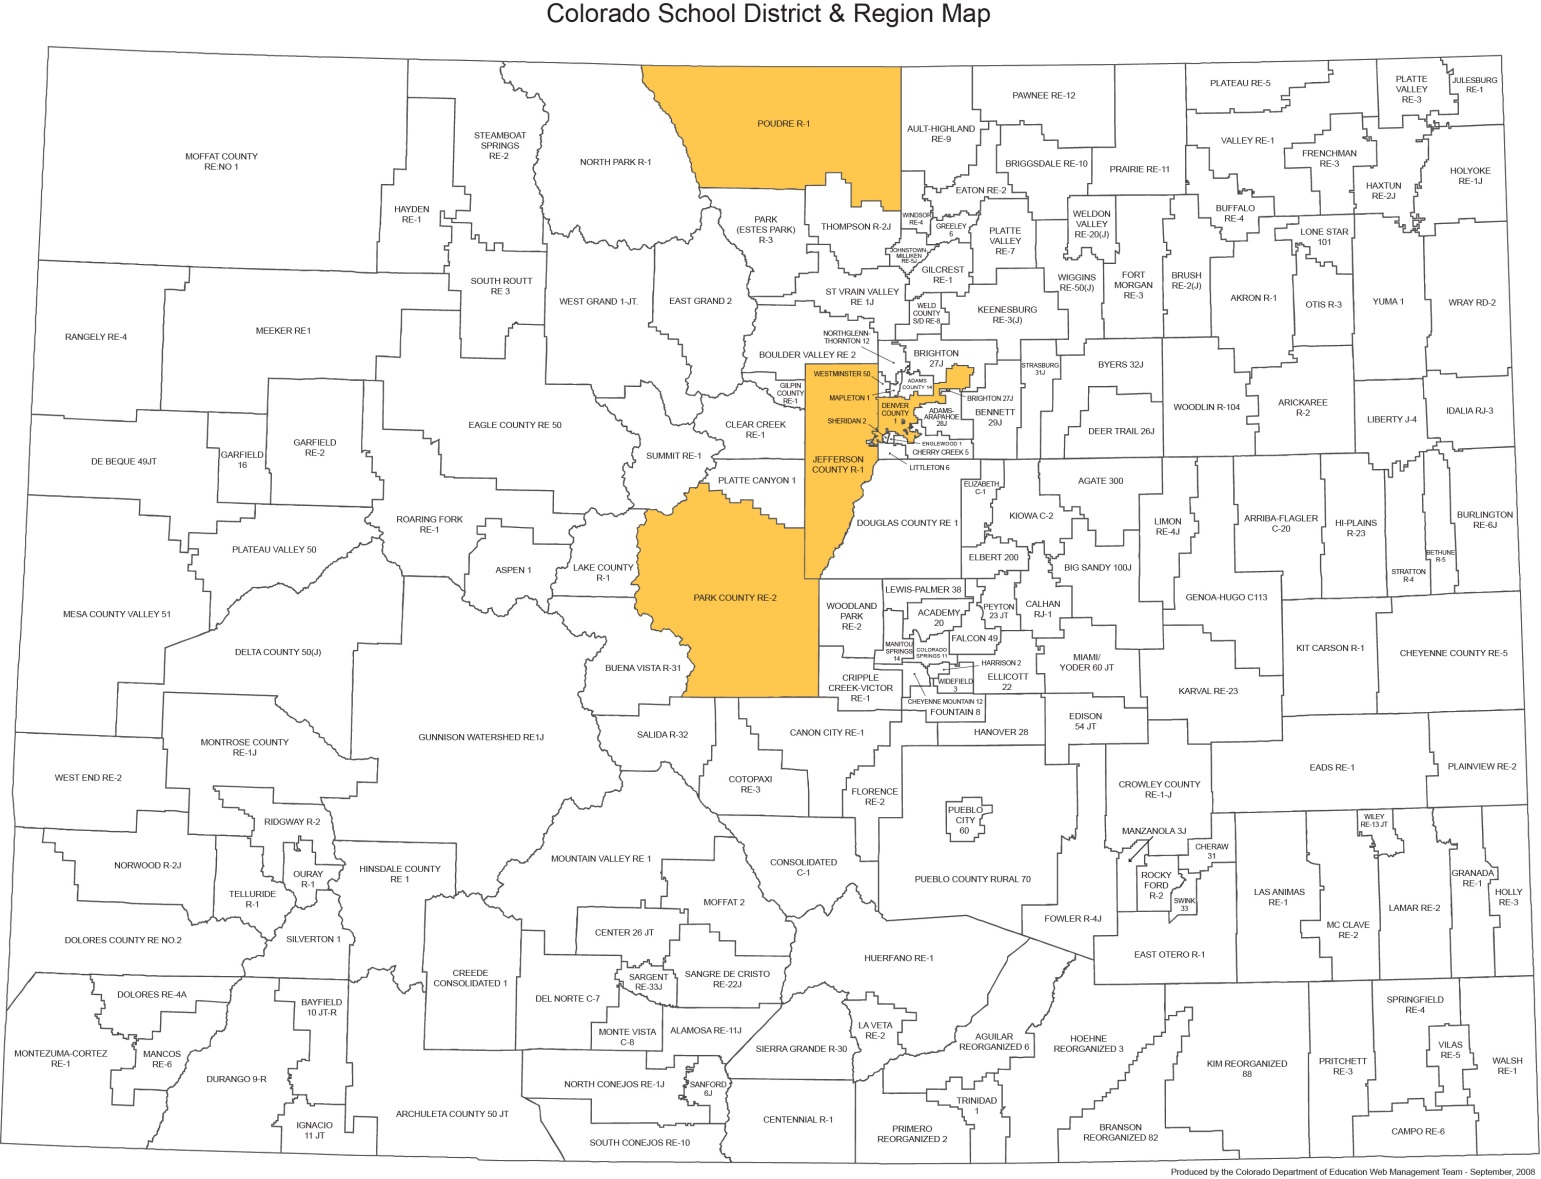 Colorado School District & Region Map
MOFFAT COUNTY
RE:NO 1
HAYDEN
RE-1
STEAMBOAT
SPRINGS
RE-2
NORTH PARK R-1
POUDRE R-1
AULT-HIGHLAND
RE-9
PAWNEE RE-12
BRIGGSDALE RE-10
PRAIRIE RE-11
PLATEAU RE-5
VALLEY RE-1
FRENCHMAN
RE-3
PLATTE
VALLEY
RE-3
JULESBURG
RE-1
HOLYOKE
RE-1J
HAXTUN
RE-2J
BUFFALO
RE-4
LONE STAR
101
EATON RE-2
WINDSOR
RE-4
GREELEY
6
PLATTE
VALLEY
RE-7
WELDON
VALLEY
RE-20(J)
PARK
(ESTES PARK)
R-3
THOMPSON R-2J
JOHNSTOWN-
MILLIKEN
RE-5J
GILCREST
RE-1
WIGGINS
RE-50(J)
FORT
MORGAN
RE-3
BRUSH
RE-2(J)
AKRON R-1
OTIS R-3
YUMA 1
WRAY RD-2
SOUTH ROUTT
RE 3
WEST GRAND 1-JT.
EAST GRAND 2
ST VRAIN VALLEY
RE 1J
WELD
COUNTY
S/D RE-8
KEENESBURG
RE-3(J)
RANGELY RE-4
MEEKER RE1
NORTHGLENN-
THORNTON 12
BOULDER VALLEY RE 2
BRIGHTON
27J
WESTMINSTER 50
ADAMS
COUNTY 14
MAPLETON 1
BRIGHTON 27J
STRASBURG
31J
BYERS 32J
GILPIN
COUNTY
RE-1
DENVER
COUNTY
1
ADAMS-
ARAPAHOE
28J
BENNETT
29J
SHERIDAN 2
ENGLEWOOD 1
CHERRY CREEK 5
LITTLETON 6
DEER TRAIL 26J
WOODLIN R-104
ARICKAREE
R-2
LIBERTY J-4
IDALIA RJ-3
CLEAR CREEK
RE-1
JEFFERSON
COUNTY R-1
EAGLE COUNTY RE 50
SUMMIT RE-1
PLATTE CANYON 1
DE BEQUE 49JT
GARFIELD
16
GARFIELD
RE-2
ROARING FORK
RE-1
ASPEN 1
LAKE COUNTY
R-1
PARK COUNTY RE-2
DOUGLAS COUNTY RE 1
ELIZABETH
C-1
KIOWA C-2
AGATE 300
ELBERT 200
BIG SANDY 100J
LIMON
RE-4J
ARRIBA-FLAGLER
C-20
HI-PLAINS
R-23
STRATTON
R-4
BETHUNE
R-5
BURLINGTON
RE-6J
PLATEAU VALLEY 50
MESA COUNTY VALLEY 51
DELTA COUNTY 50(J)
GENOA-HUGO C113
KIT CARSON R-1
CHEYENNE COUNTY RE-5
WOODLAND
PARK
RE-2
LEWIS-PALMER 38
ACADEMY
20
PEYTON
23 JT
CALHAN
RJ-1
FALCON 49
MANITOU
SPRINGS
14
COLORADO
SPRINGS 11
HARRISON 2
WIDEFIELD
3
ELLICOTT
22
MIAMI/
YODER 60 JT
KARVAL RE-23
CRIPPLE
CREEK-VICTOR
RE-1
CHEYENNE MOUNTAIN 12
FOUNTAIN 8
HANOVER 28
EDISON
54 JT
BUENA VISTA R-31
SALIDA R-32
CANON CITY RE-1
COTOPAXI
RE-3
FLORENCE
RE-2
GUNNISON WATERSHED RE1J
MONTROSE COUNTY
RE-1J
WEST END RE-2
EADS RE-1
PLAINVIEW RE-2
CROWLEY COUNTY
RE-1-J
PUEBLO
CITY
60
PUEBLO COUNTY RURAL 70
RIDGWAY R-2
NORWOOD R-2J
TELLURIDE
R-1
OURAY
R-1
HINSDALE COUNTY
RE 1
MOUNTAIN VALLEY RE 1
CONSOLIDATED
C-1
MANZANOLA 3J
CHERAW
31
ROCKY
FORD
R-2
SWINK
33
WILEY
RE-13 JT
LAS ANIMAS
RE-1
MC CLAVE
RE-2
LAMAR RE-2
GRANADA
RE-1
HOLLY
RE-3
FOWLER R-4J
EAST OTERO R-1
MOFFAT 2
CENTER 26 JT
DOLORES COUNTY RE NO.2
SILVERTON 1
CREEDE
CONSOLIDATED 1
DEL NORTE C-7
SARGENT
RE-33J
SANGRE DE CRISTO
RE-22J
HUERFANO RE-1
DOLORES RE-4A
BAYFIELD
10 JT-R
MONTE VISTA
C-8
ALAMOSA RE-11J
LA VETA
RE-2
SIERRA GRANDE R-30
AGUILAR
REORGANIZED 6
HOEHNE
REORGANIZED 3
KIM REORGANIZED
88
PRITCHETT
RE-3
SPRINGFIELD
RE-4
VILAS
RE-5
WALSH
RE-1
MONTEZUMA-CORTEZ
RE-1
MANCOS
RE-6
DURANGO 9-R
IGNACIO
11 JT
ARCHULETA COUNTY 50 JT
NORTH CONEJOS RE-1J
SANFORD
6J
SOUTH CONEJOS RE-10
CENTENNIAL R-1
PRIMERO
REORGANIZED 2
TRINIDAD
1
BRANSON
REORGANIZED 82
CAMPO RE-6
Produced by the Colorado Department of Education Web Management Team - September, 2008